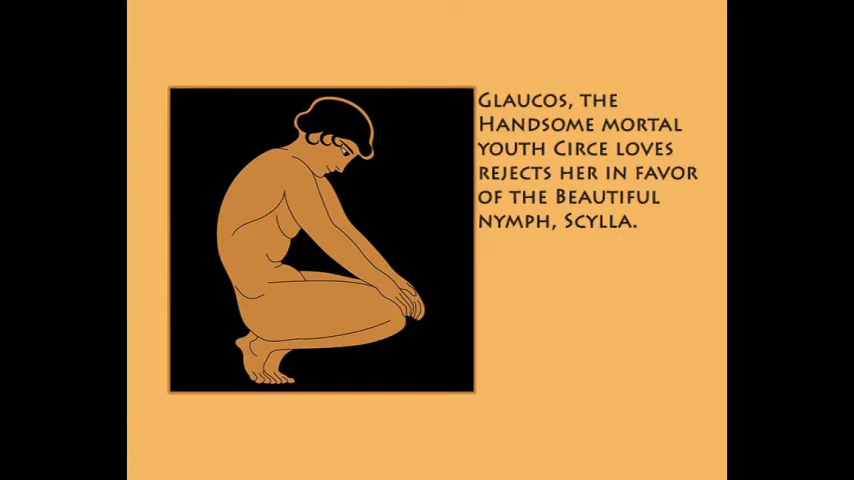 Glaucos, the
Handsome mortal
youth Circe loves
rejects her in favor
of the Beautiful
nymph, Scylla.